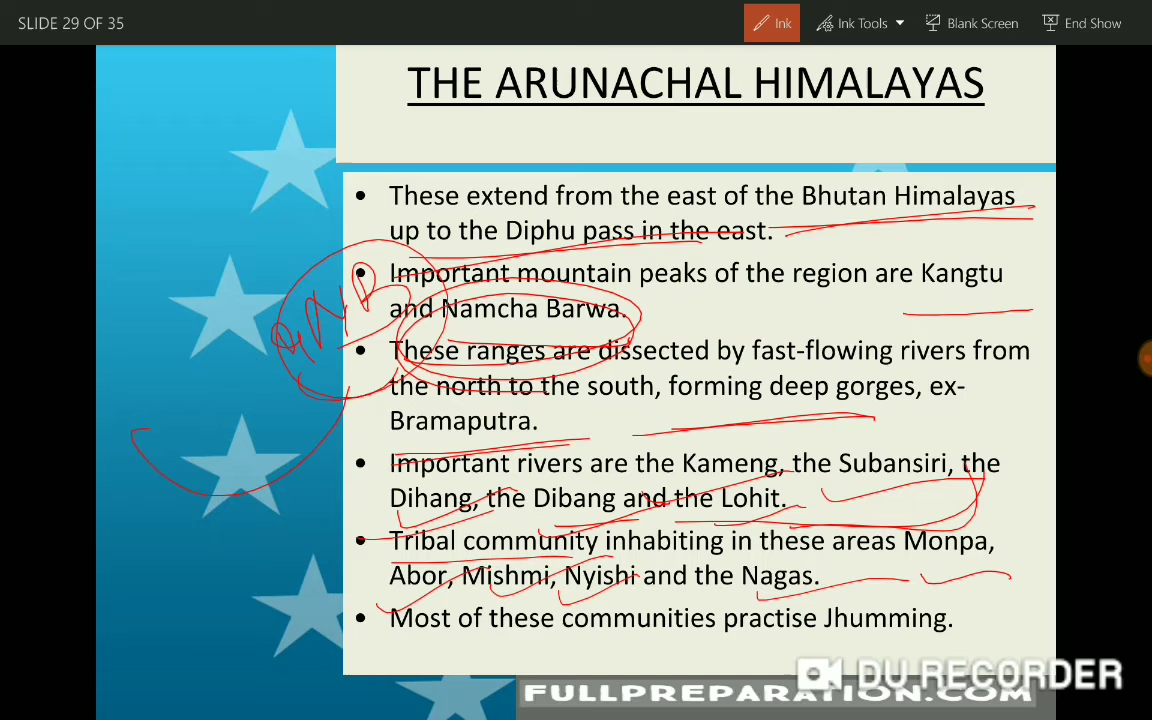 SLIDE 29 OF 35
Ink
Ink Tools
Blank Screen
End Show
THE ARUNACHAL HIMALAYAS
• These extend from the east of the Bhutan Himalayas
up to the Diphu pass in the east.
• Important mountain peaks of the region are Kangtu
and Namcha Barwa.
• These ranges are dissected by fast-flowing rivers from
the north to the south, forming deep gorges, ex-
Bramaputra.
• Important rivers are the Kameng, the Subansiri, the
Dihang, the Dibang and the Lohit.
• Tribal community inhabiting in these areas Monpa,
Abor, Mishmi, Nyishi and the Nagas.
• Most of these communities practise Jhumming.
DU RECORDER
FULLPREPARATION.COM